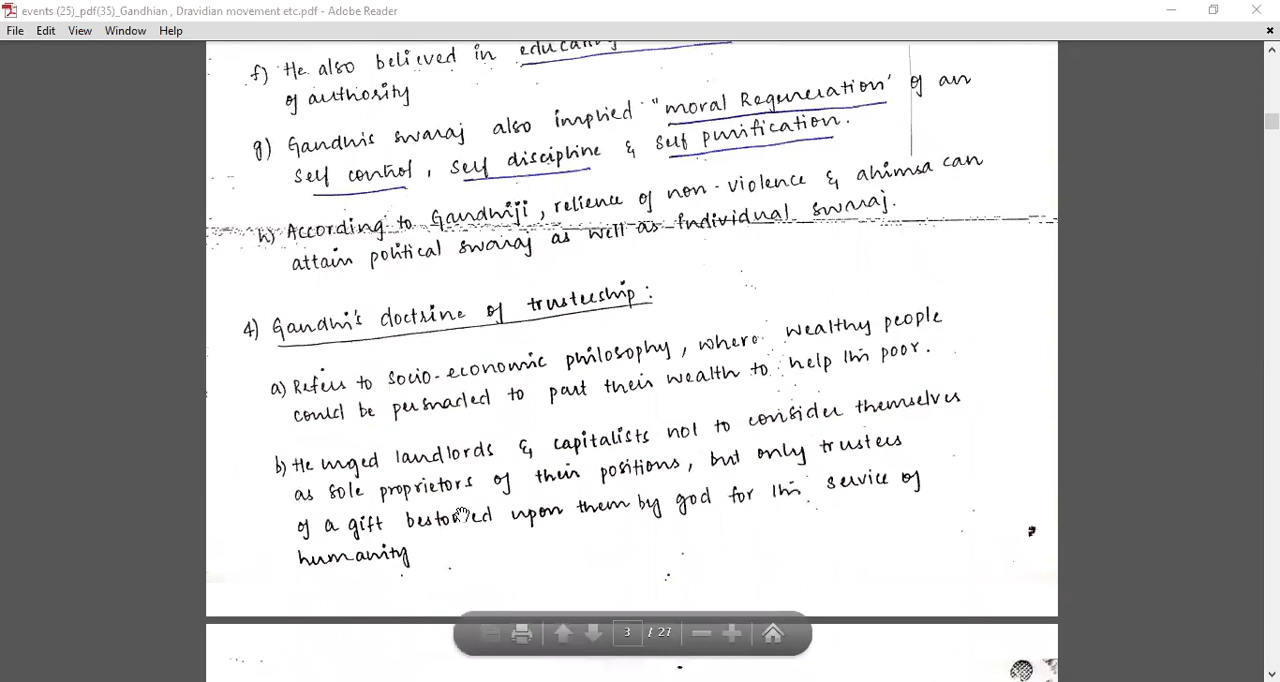 events (25)_pdf(35)_Gandhian , Dravidian movement etc.pdf - Adobe Reader
File Edit View Window Help
f) He also believed in
of authority
g) Gandhis swaraj also implied "moral Regeneration' of an
self control, self discipline & self purification.
h) According to Gandhiji, relience of non-violence & ahimsa can
attain political swaraj as well as individual swaraj.
4) Gandhi's doctrine of trusteeship:
a) Refers to socio-economic philosophy, where wealthy people
could be persuaded to part their wealth to help the poor.
b) He urged landlords & capitalists not to consider themselves
as sole proprietors of their positions, but only trusters
of a gift bestowed upon them by god for the service of
humanity
3 / 27